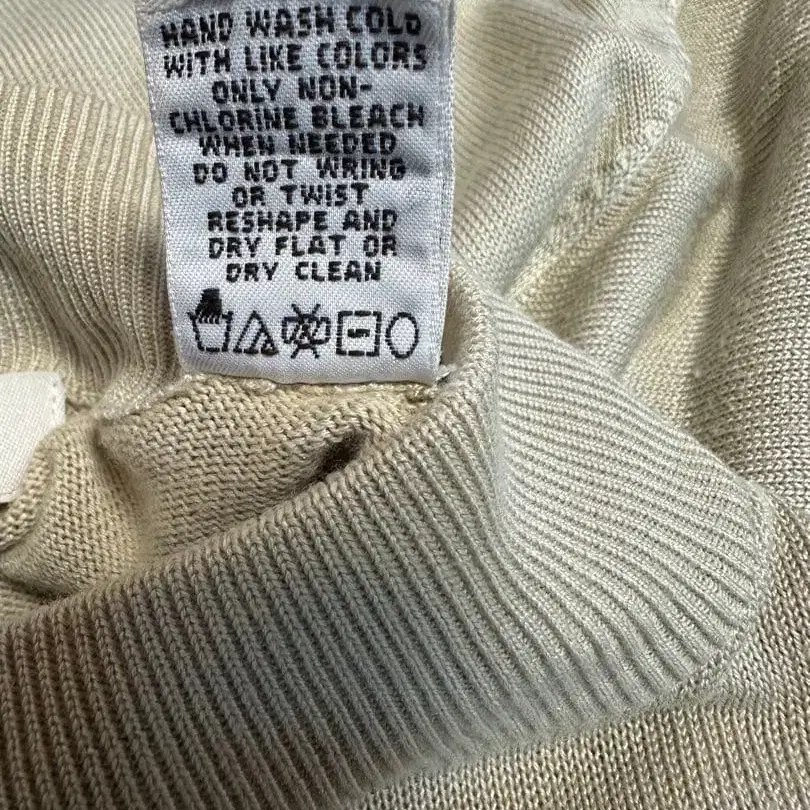 HAND WASH COLD
WITH LIKE COLORS
ONLY NON-
CHLORINE BLEACH
WHEN NEEDED
DO NOT WRING
OR TWIST
RESHAPE AND
DRY FLAT OR
DRY CLEAN